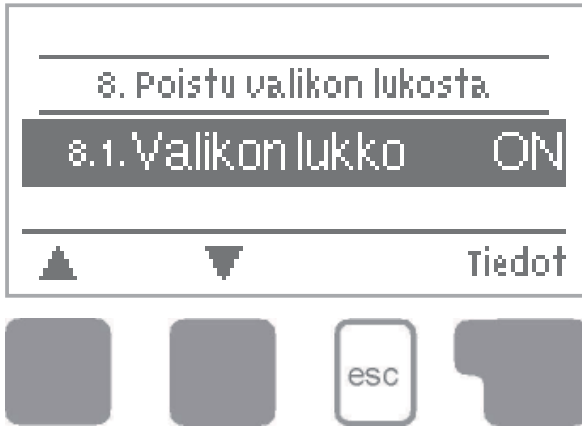 8. Poistu valikon lukosta
8.1. Valikon lukko ON
▲ ▼ Tiedot
esc